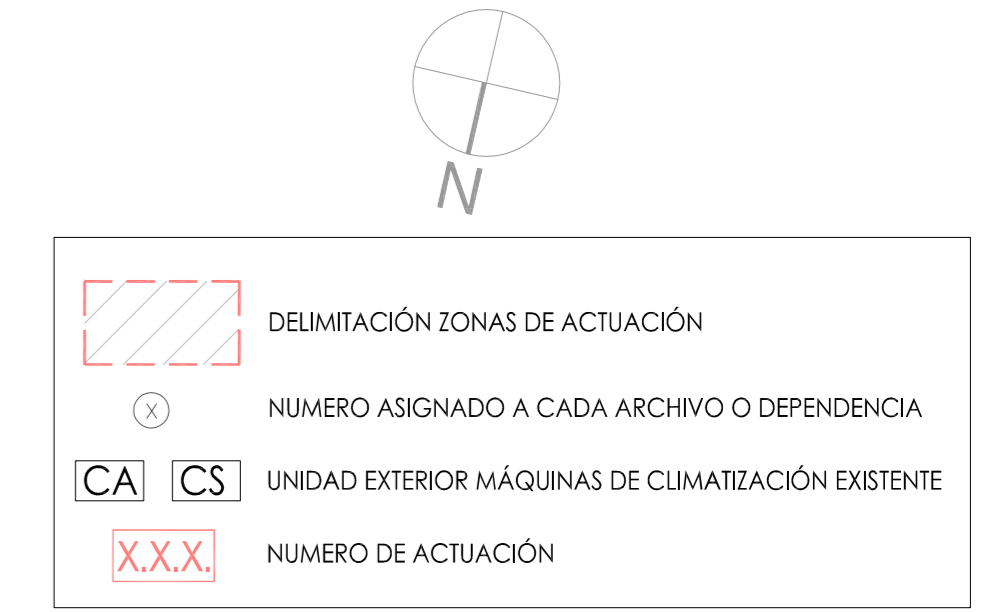 N
DELIMITACIÓN ZONAS DE ACTUACIÓN
X NUMERO ASIGNADO A CADA ARCHIVO O DEPENDENCIA
CA CS UNIDAD EXTERIOR MÁQUINAS DE CLIMATIZACIÓN EXISTENTE
X.X.X. NUMERO DE ACTUACIÓN